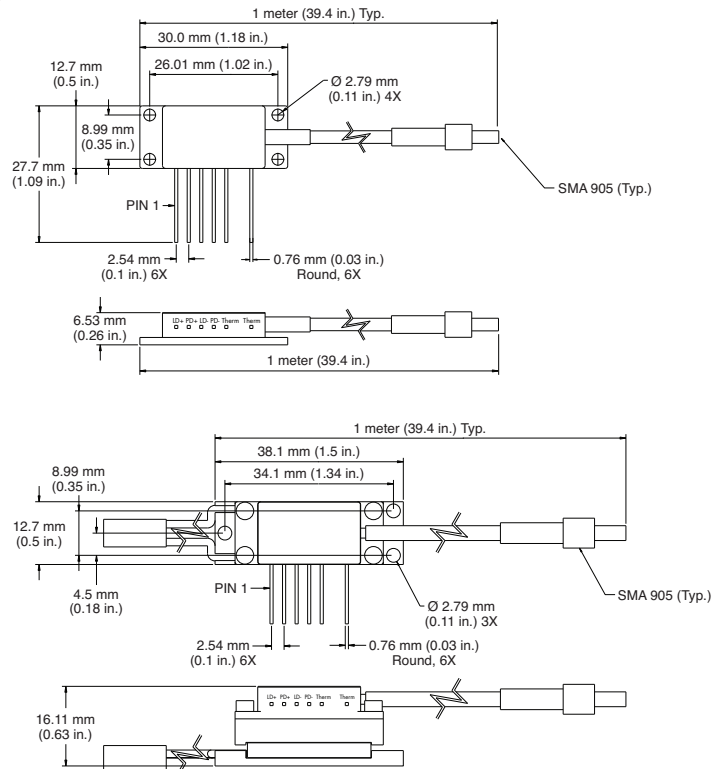 1 meter (39.4 in.) Typ.
30.0 mm (1.18 in.)
26.01 mm (1.02 in.)
12.7 mm
(0.5 in.)
Ø 2.79 mm
(0.11 in.) 4X
8.99 mm
(0.35 in.)
27.7 mm
(1.09 in.)
SMA 905 (Typ.)
PIN 1
2.54 mm
(0.1 in.) 6X
0.76 mm (0.03 in.)
Round, 6X
6.53 mm
(0.26 in.)
LD+ PD+ LD- PD- Therm Therm
1 meter (39.4 in.)
1 meter (39.4 in.) Typ.
38.1 mm (1.5 in.)
34.1 mm (1.34 in.)
8.99 mm
(0.35 in.)
12.7 mm
(0.5 in.)
4.5 mm
(0.18 in.)
PIN 1
SMA 905 (Typ.)
Ø 2.79 mm
(0.11 in.) 3X
2.54 mm
(0.1 in.) 6X
0.76 mm (0.03 in.)
Round, 6X
LD+ PD+ LD- PD- Therm Therm
16.11 mm
(0.63 in.)